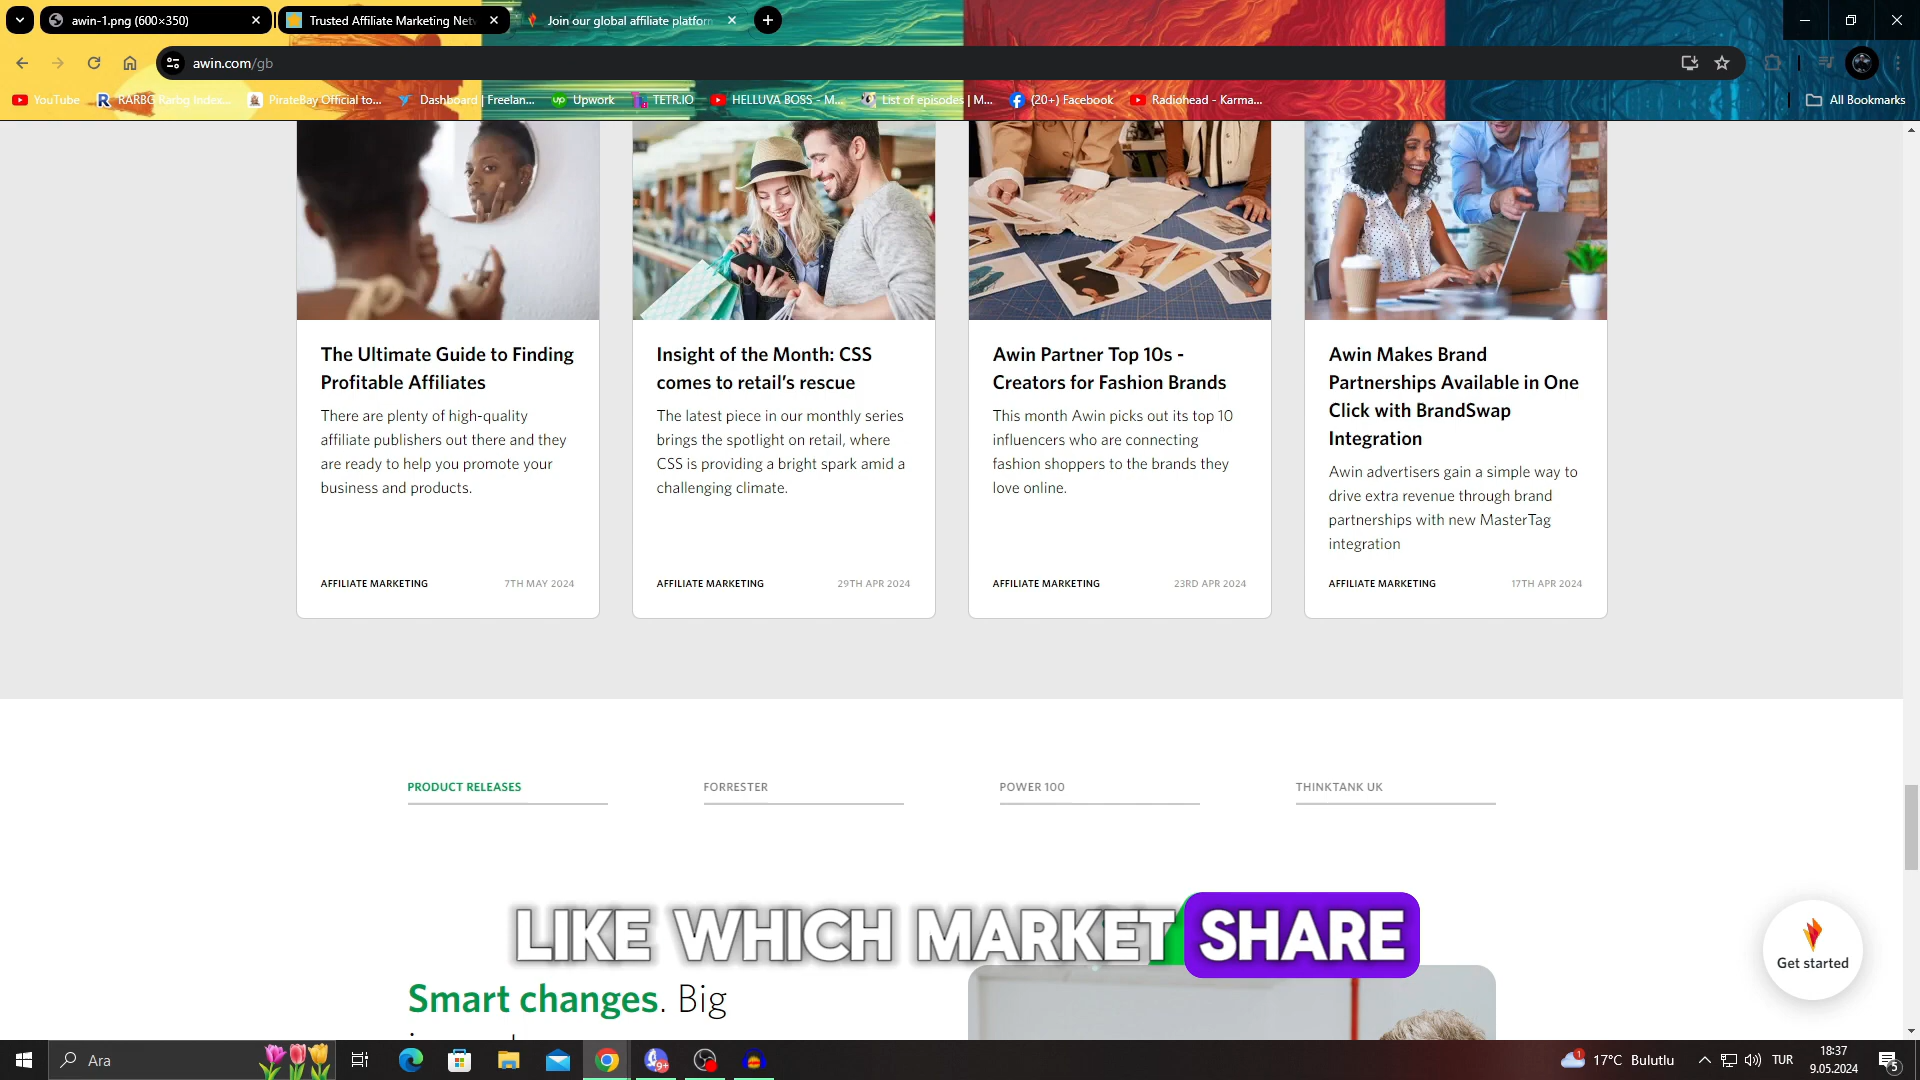 awin-1.png (600×350)
Trusted Affiliate Marketing Net
Join our global affiliate platform
awin.com/gb
YouTube
RARBG Rarbg Index...
PirateBay Official to...
Dashboard | Freelan...
up Upwork
TETR.IO
HELLUVA BOSS - M...
List of episodes | M...
(20+) Facebook
Radiohead - Karma...
All Bookmarks
The Ultimate Guide to Finding
Profitable Affiliates
There are plenty of high-quality
affiliate publishers out there and they
are ready to help you promote your
business and products.
AFFILIATE MARKETING
7TH MAY 2024
Insight of the Month: CSS
comes to retail’s rescue
The latest piece in our monthly series
brings the spotlight on retail, where
CSS is providing a bright spark amid a
challenging climate.
AFFILIATE MARKETING
29TH APR 2024
Awin Partner Top 10s -
Creators for Fashion Brands
This month Awin picks out its top 10
influencers who are connecting
fashion shoppers to the brands they
love online.
AFFILIATE MARKETING
23RD APR 2024
Awin Makes Brand
Partnerships Available in One
Click with BrandSwap
Integration
Awin advertisers gain a simple way to
drive extra revenue through brand
partnerships with new MasterTag
integration
AFFILIATE MARKETING
17TH APR 2024
PRODUCT RELEASES
FORRESTER
POWER 100
THINKTANK UK
LIKE WHICH MARKET SHARE
Smart changes. Big
Get started
Ara
9+
1
17°C Bulutlu
TUR
18:37
9.05.2024
5